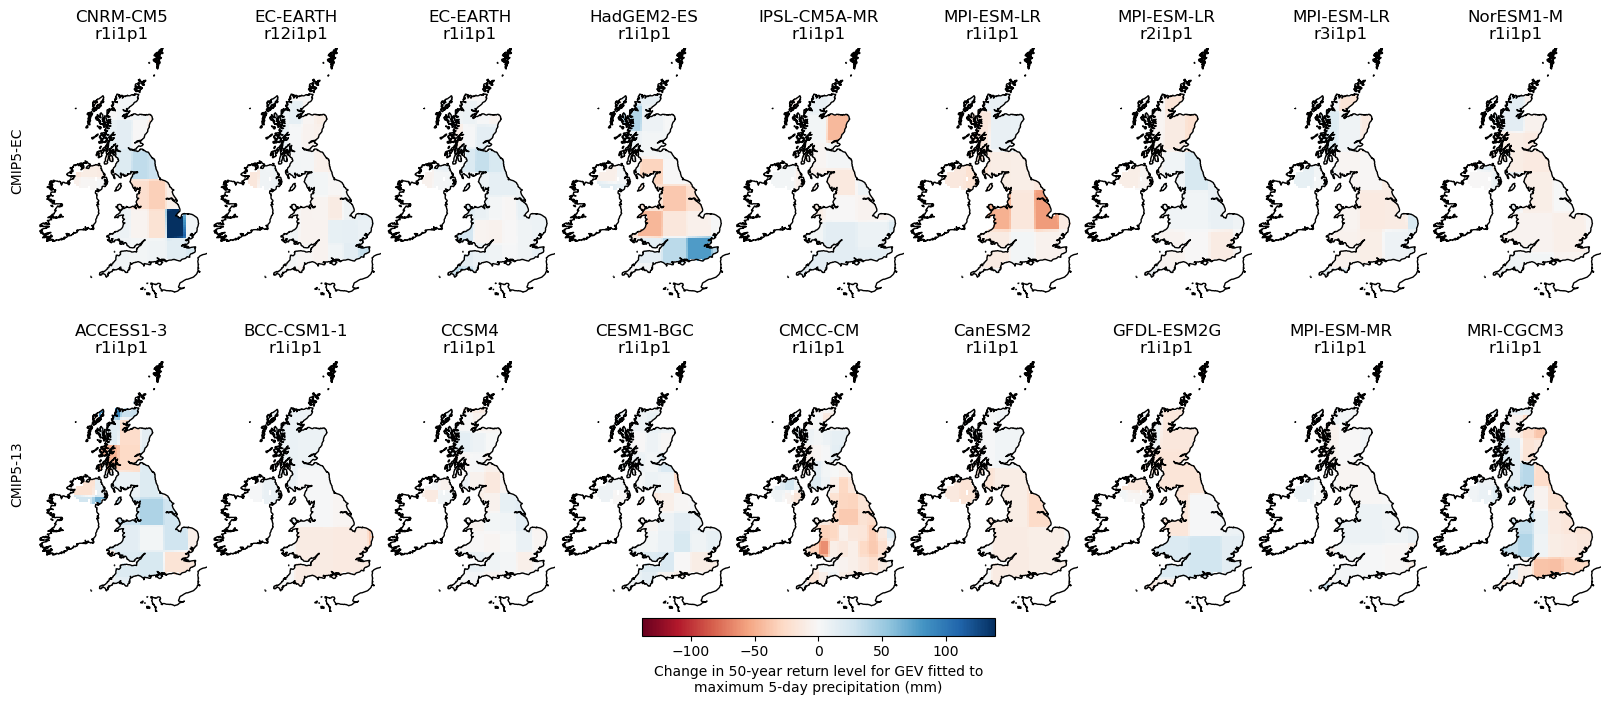 CNRM-CM5
r1i1p1
EC-EARTH
r12i1p1
EC-EARTH
r1i1p1
HadGEM2-ES
r1i1p1
IPSL-CM5A-MR
r1i1p1
MPI-ESM-LR
r1i1p1
MPI-ESM-LR
r2i1p1
MPI-ESM-LR
r3i1p1
NorESM1-M
r1i1p1
CMIP5-EC
ACCESS1-3
r1i1p1
BCC-CSM1-1
r1i1p1
CCSM4
r1i1p1
CESM1-BGC
r1i1p1
CMCC-CM
r1i1p1
CanESM2
r1i1p1
GFDL-ESM2G
r1i1p1
MPI-ESM-MR
r1i1p1
MRI-CGCM3
r1i1p1
CMIP5-13
−100 −50 0 50 100
Change in 50-year return level for GEV fitted to
maximum 5-day precipitation (mm)